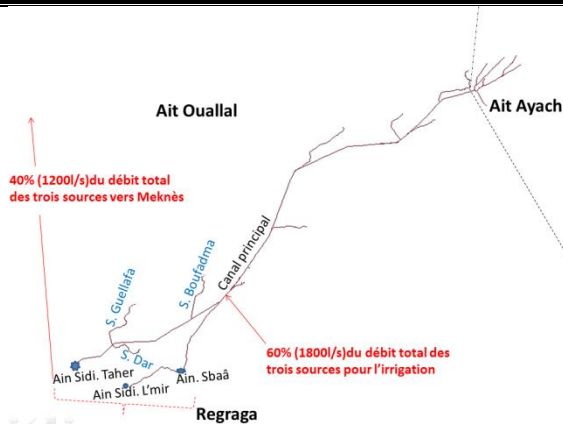 Ait Ouallal
Ait Ayach
40% (1200l/s)du débit total
des trois sources vers Meknès
S. Guellafa
S. Boufadma
Canal principal
S. Dar
60% (1800l/s)du débit total des
trois sources pour l'irrigation
Ain Sidi. Taher
Ain. Sbaâ
Ain Sidi. L'mir
Regraga